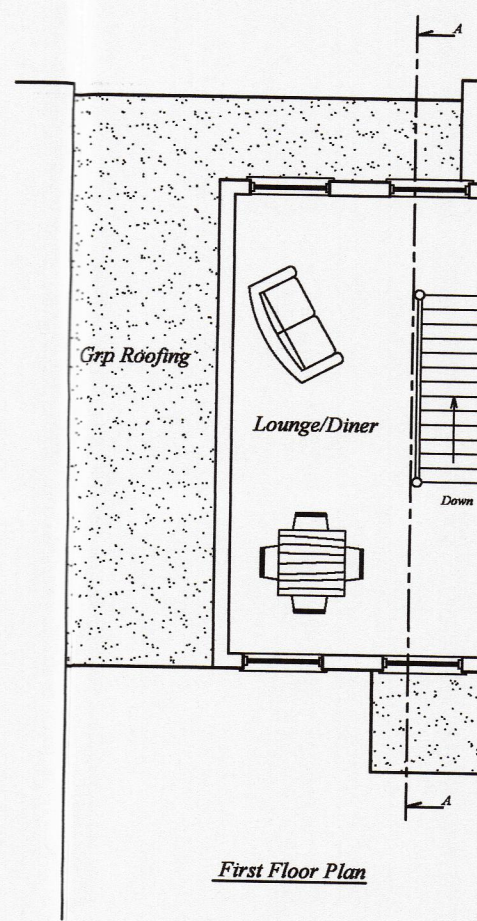 A
Grp Roofing
Lounge/Diner
Down
A
First Floor Plan